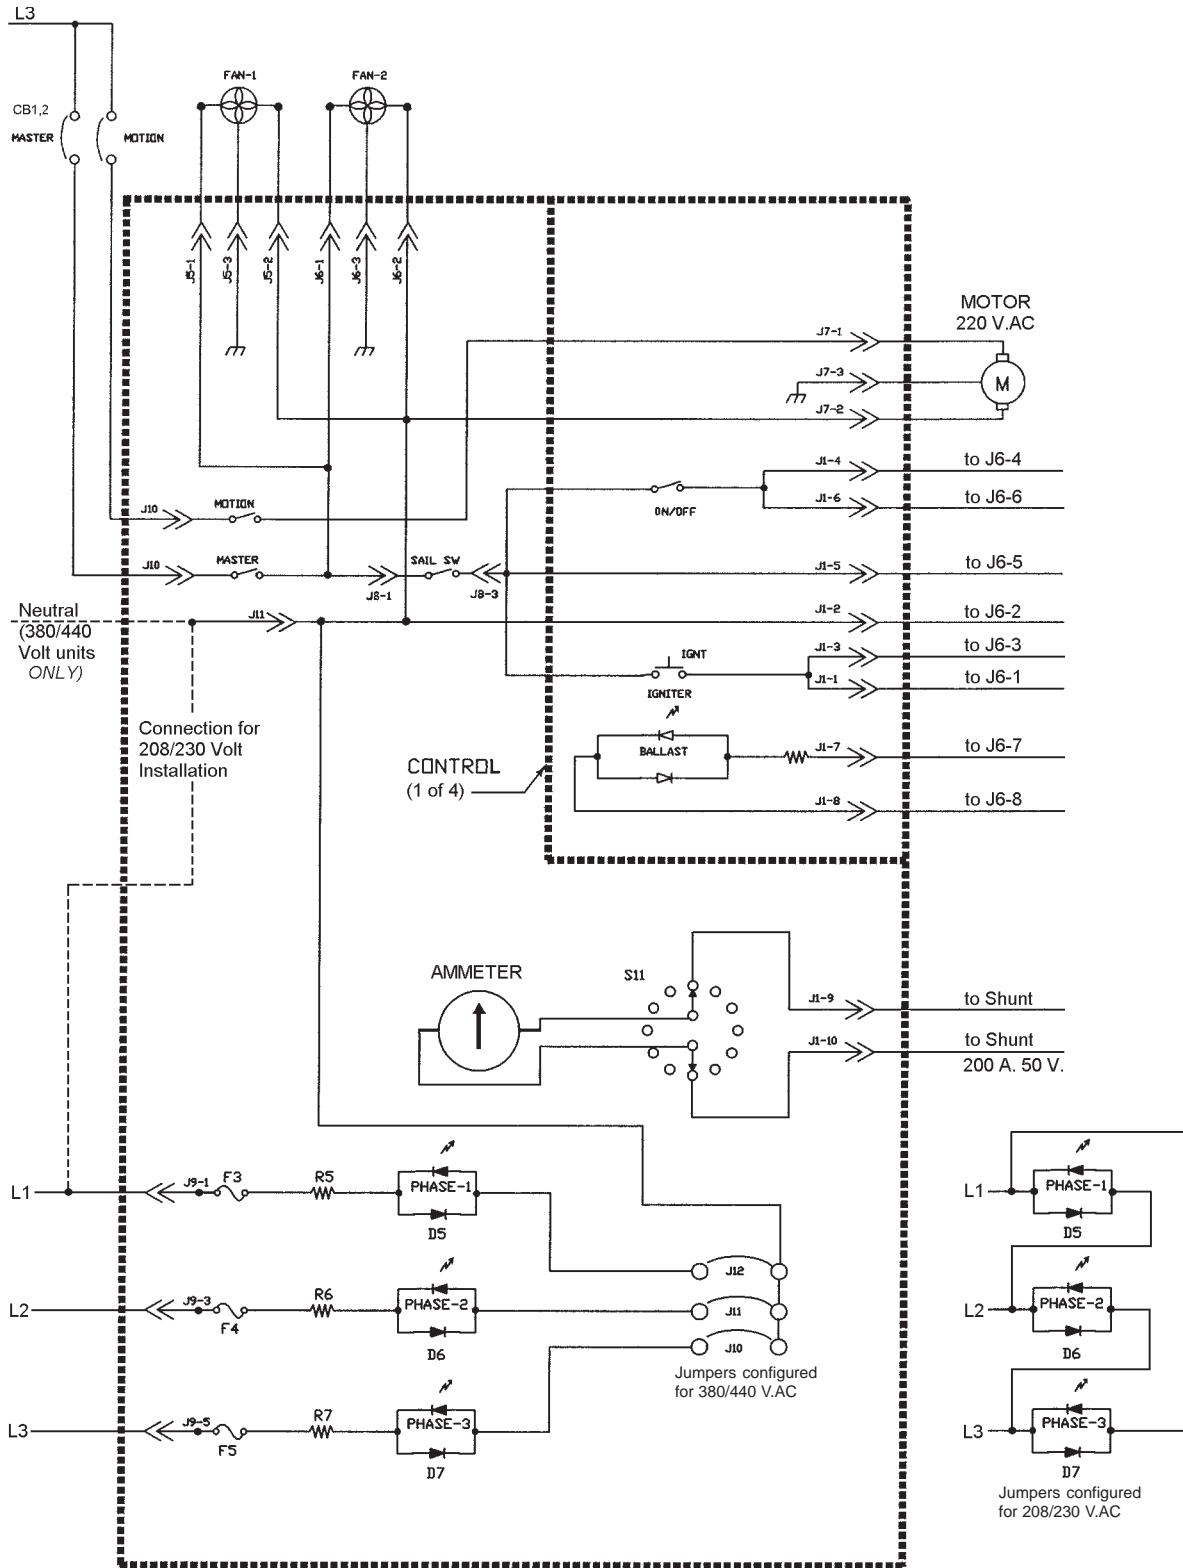 L3
FAN-1
FAN-2
CB1,2
MASTER
MOTION
J5-1
J5-3
J5-2
J6-1
J6-3
J6-2
MOTOR
220 V.AC
J7-1
J7-3
M
J7-2
J1-4
to J6-4
J1-6
to J6-6
ON/OFF
J10
MOTION
J10
MASTER
SAIL SW
J8-1
J8-3
J1-5
to J6-5
Neutral
(380/440
Volt units
ONLY)
J11
J1-2
to J6-2
J1-3
to J6-3
IGNT
J1-1
to J6-1
IGNITER
Connection for
208/230 Volt
Installation
BALLAST
J1-7
to J6-7
CONTROL
(1 of 4)
J1-8
to J6-8
AMMETER
S11
J1-9
to Shunt
J1-10
to Shunt
200 A. 50 V.
L1
J9-1
F3
R5
PHASE-1
D5
J12
L2
J9-3
F4
R6
PHASE-2
D6
J11
J10
Jumpers configured
for 380/440 V.AC
L3
J9-5
F5
R7
PHASE-3
D7
L1
PHASE-1
D5
L2
PHASE-2
D6
L3
PHASE-3
D7
Jumpers configured
for 208/230 V.AC